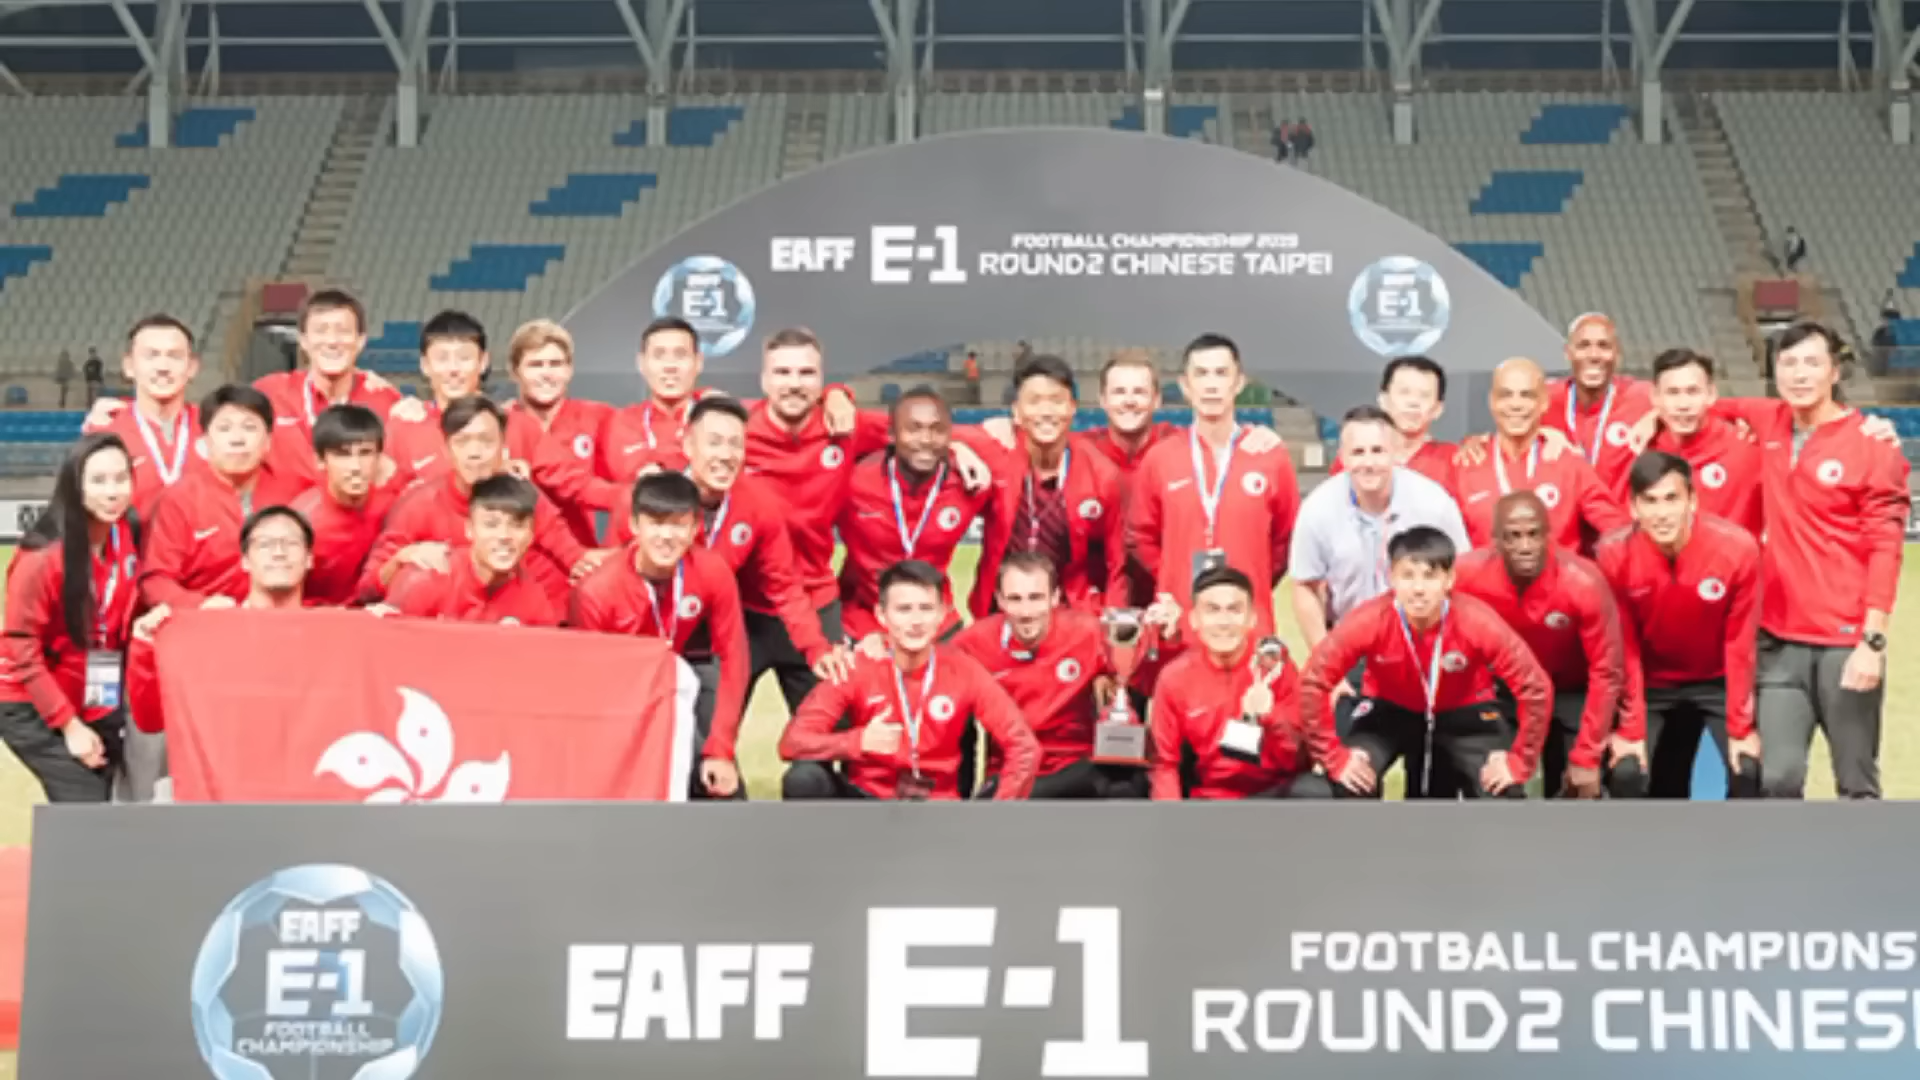 EAFF E-1 FOOTBALL CHAMPIONSHIP 2019
ROUND2 CHINESE TAIPEI
EAFF
E-1
EAFF
E-1
EAFF
E-1
FOOTBALL
CHAMPIONSHIP
EAFF E-1 FOOTBALL CHAMPIONS
ROUND2 CHINES